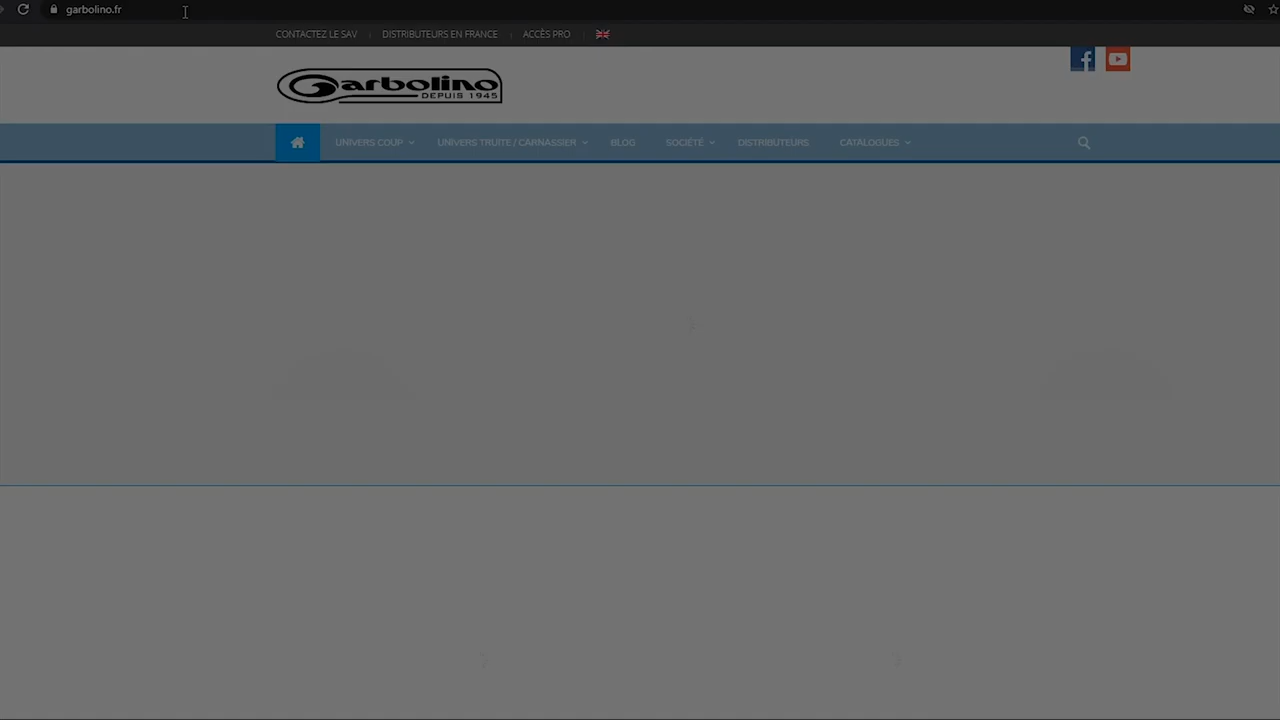 garbolino.fr
CONTACTEZ LE SAV DISTRIBUTEURS EN FRANCE ACCÈS PRO
Garbolino
DEPUIS 1945
UNIVERS COUP UNIVERS TRUITE / CARNASSIER BLOG SOCIÉTÉ DISTRIBUTEURS CATALOGUES